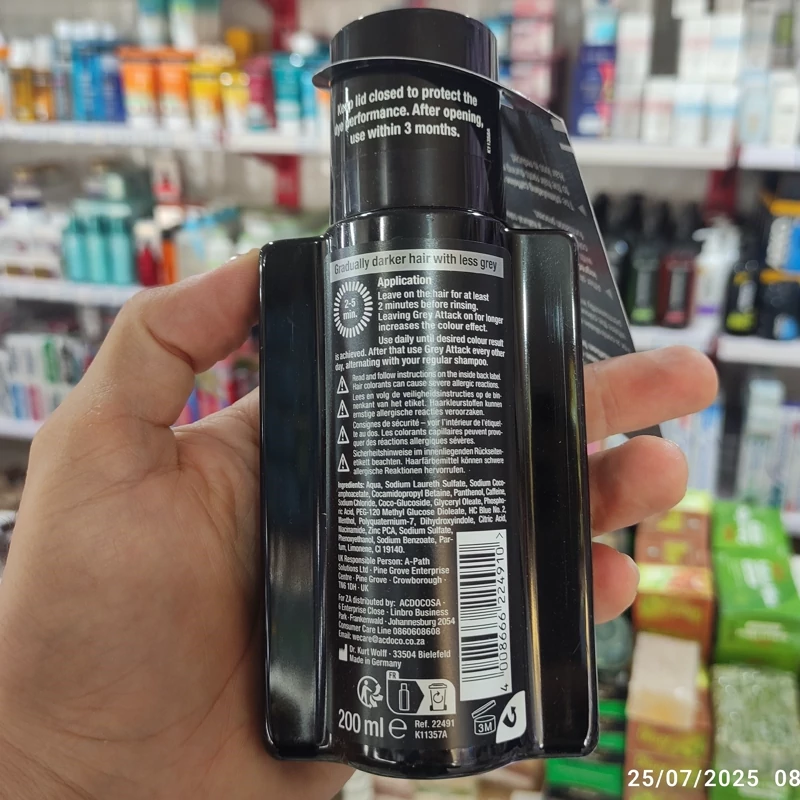 Keep lid closed to protect the
dye performance. After opening,
use within 3 months.
K11358A
Gradually darker hair with less grey
2-5
min.
Application
Leave on the hair for at least
2 minutes before rinsing.
Leaving Grey Attack on for longer
increases the colour effect.
Use daily until desired colour result
is achieved. After that use Grey Attack every other
day, alternating with your regular shampoo.
Read and follow instructions on the inside back label.
Hair colorants can cause severe allergic reactions.
Lees en volg de veiligheidsinstructies op de bin-
nenkant van het etiket. Haarkleurstoffen kunnen
ernstige allergische reacties veroorzaken.
Consignes de sécurité – voir l'intérieur de l'étiquet-
te au dos. Les colorants capillaires peuvent provo-
quer des réactions allergiques sévères.
Sicherheitshinweise im innenliegenden Rückseiten-
etikett beachten. Haarfärbemittel können schwere
allergische Reaktionen hervorrufen.
Ingredients: Aqua, Sodium Laureth Sulfate, Sodium Coco-
amphoacetate, Cocamidopropyl Betaine, Panthenol, Caffeine,
Sodium Chloride, Coco-Glucoside, Glyceryl Oleate, Phospho-
ric Acid, PEG-120 Methyl Glucose Dioleate, HC Blue No. 2,
Menthol, Polyquaternium-7, Dihydroxyindole, Citric Acid,
Niacinamide, Zinc PCA, Sodium Sulfate,
Phenoxyethanol, Sodium Benzoate, Par-
fum, Limonene, CI 19140.
UK Responsible Person: A-Path
Solutions Ltd · Pine Grove Enterprise
Centre · Pine Grove · Crowborough ·
TN6 1DH · UK
For ZA distributed by: ACDOCOSA ·
6 Enterprise Close · Linbro Business
Park · Frankenwald · Johannesburg 2054
Consumer Care Line 0860608608
Email: wecare@acdoco.co.za
Dr. Kurt Wolff · 33504 Bielefeld
Made in Germany
4 008666 224910 >
FR
200 ml e
Ref. 22491
K11357A
3M
25/07/2025 08